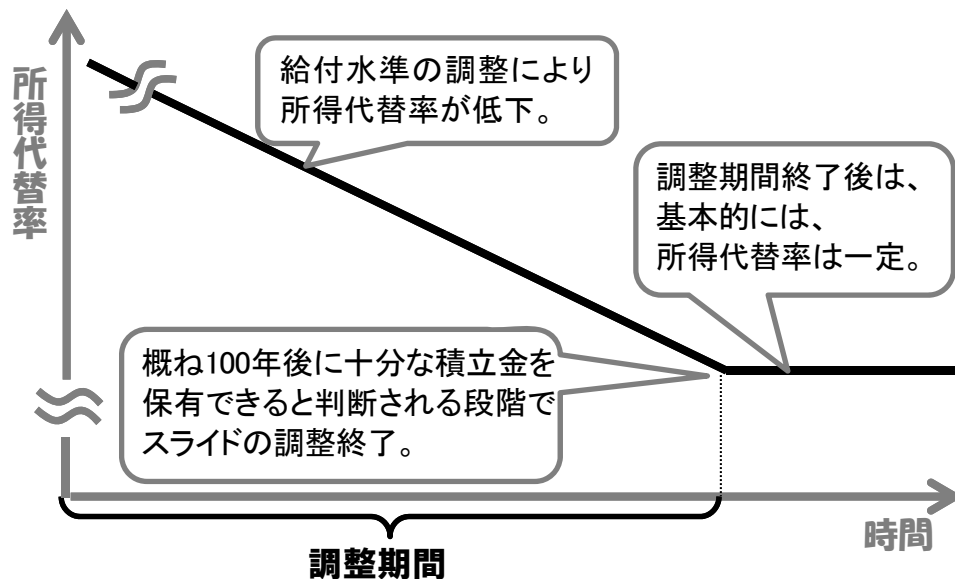 所得代替率
給付水準の調整により
所得代替率が低下。
調整期間終了後は、
基本的には、
所得代替率は一定。
概ね100年後に十分な積立金を
保有できると判断される段階で
スライドの調整終了。
時間
調整期間